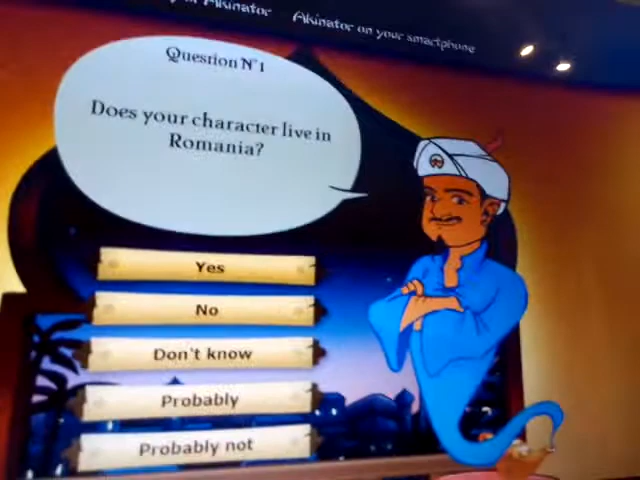 Akinator Akinator on your smartphone
Question N°1
Does your character live in
Romania?
Yes
No
Don't know
Probably
Probably not